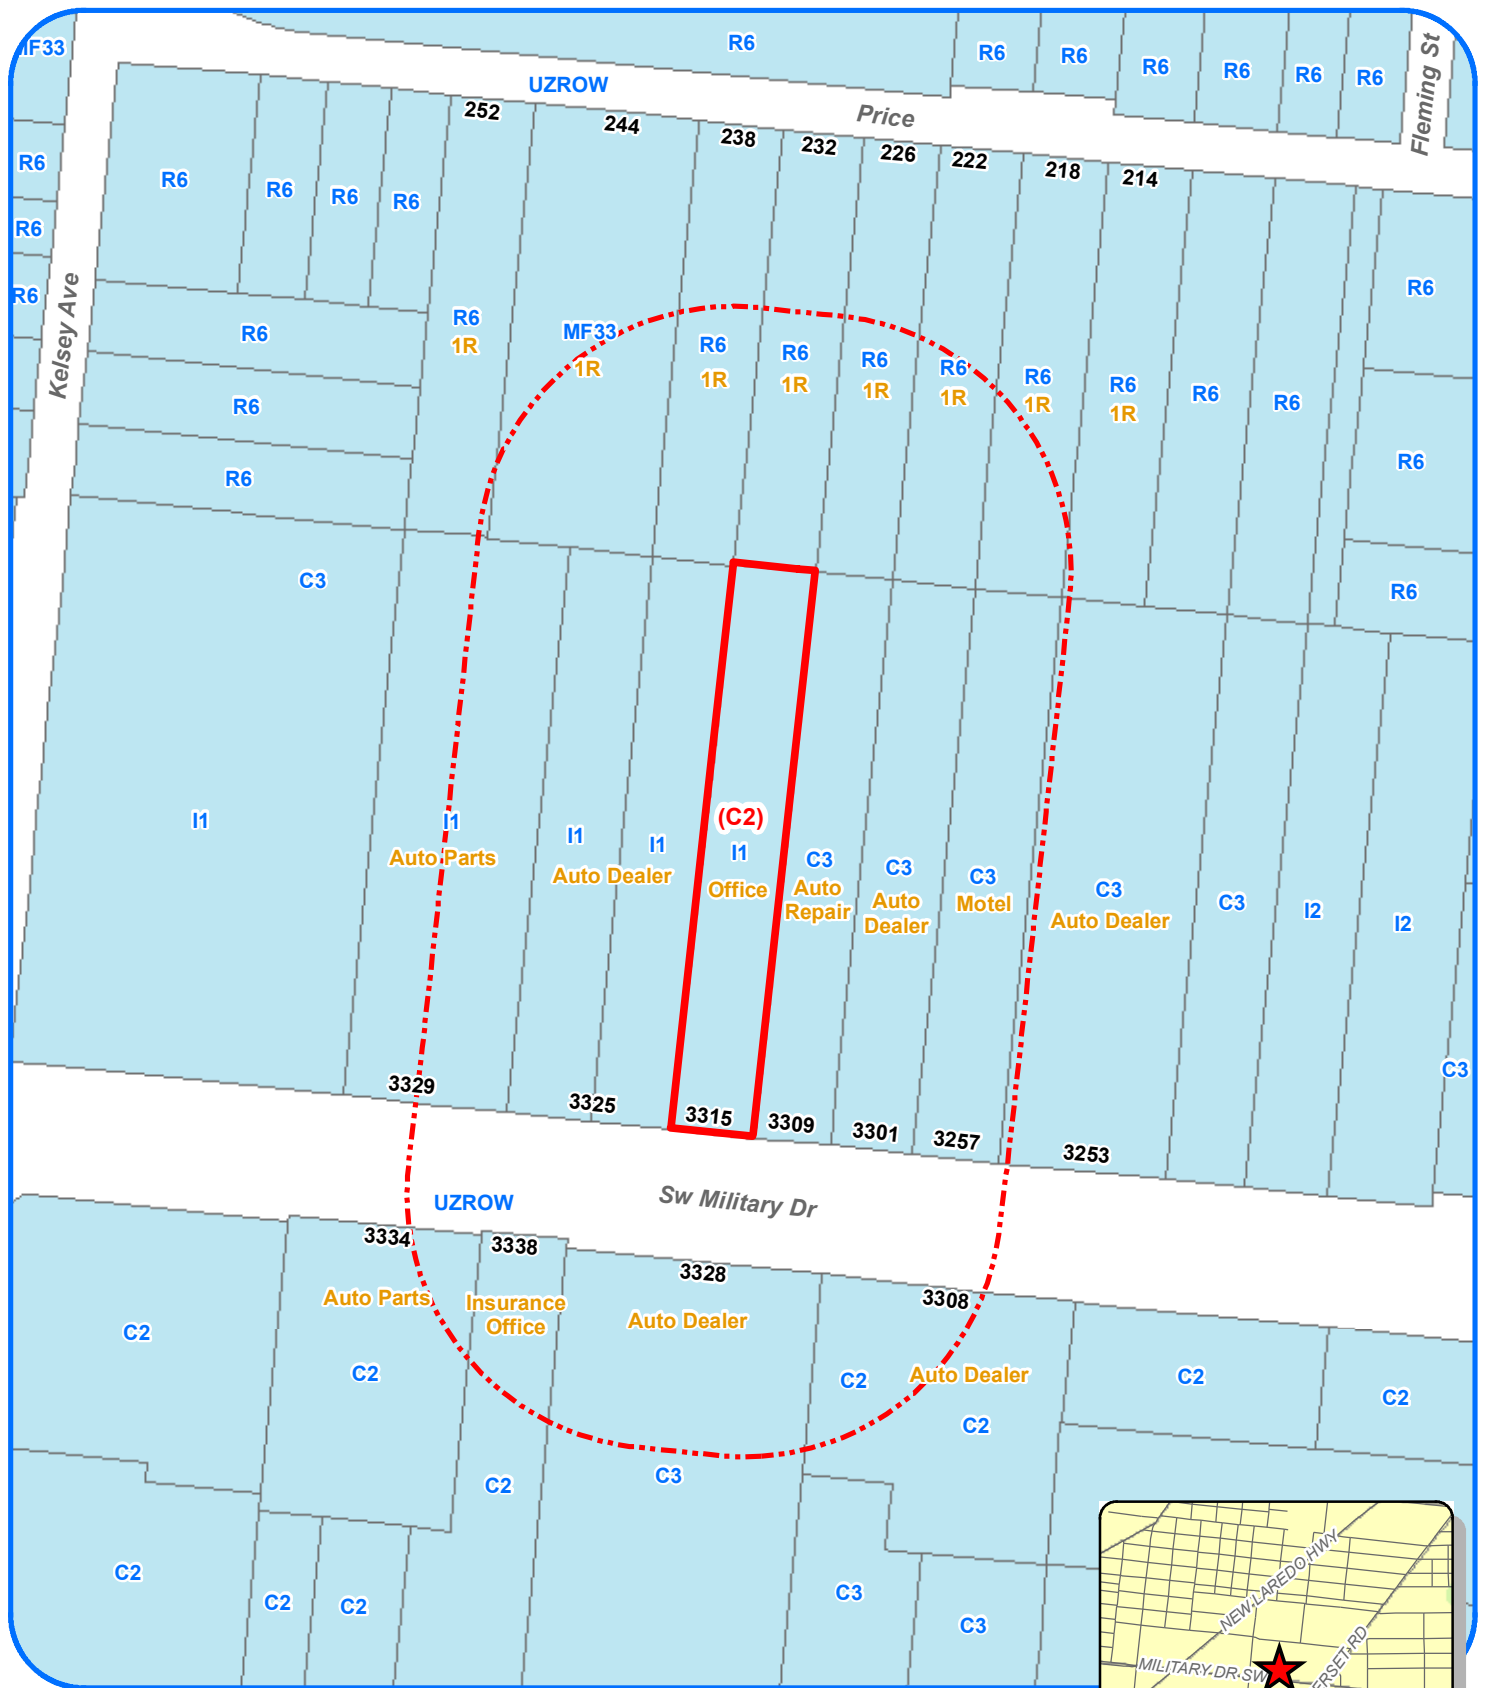 MF33
R6
R6
R6
R6
R6
R6
R6
Fleming St
UZROW
Price
252
244
238
232
226
222
218
214
R6
R6
R6
R6
R6
R6
R6
Kelsey Ave
R6
R6
R6
R6
1R
MF33
1R
R6
1R
R6
1R
R6
1R
R6
1R
R6
1R
R6
1R
R6
R6
R6
R6
R6
C3
I1
I1
Auto Parts
I1
I1
Auto Dealer
(C2)
I1
Office
C3
Auto
Repair
C3
Auto
Dealer
C3
Motel
C3
Auto Dealer
C3
I2
I2
C3
3329
3325
3315
3309
3301
3257
3253
UZROW
Sw Military Dr
3334
3338
3328
3308
Auto Parts
Insurance
Office
Auto Dealer
Auto Dealer
C2
C2
C2
C2
C2
C2
C2
C3
C2
C2
C2
C3
C3
NEW LAREDO HWY
MILITARY DR SW
ERSET RD